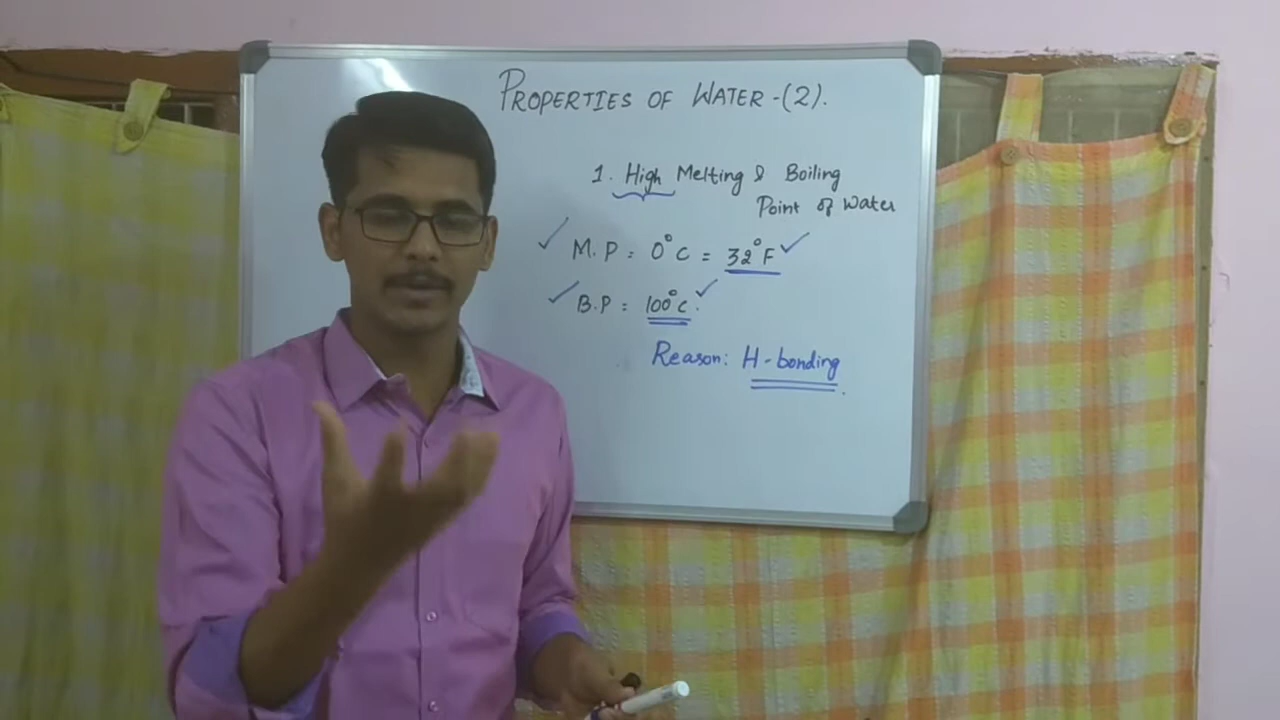 PROPERTIES OF WATER -(2).
1. High Melting & Boiling
Point of Water
M.P = 0°C = 32°F
B.P = 100°C.
Reason: H-bonding.